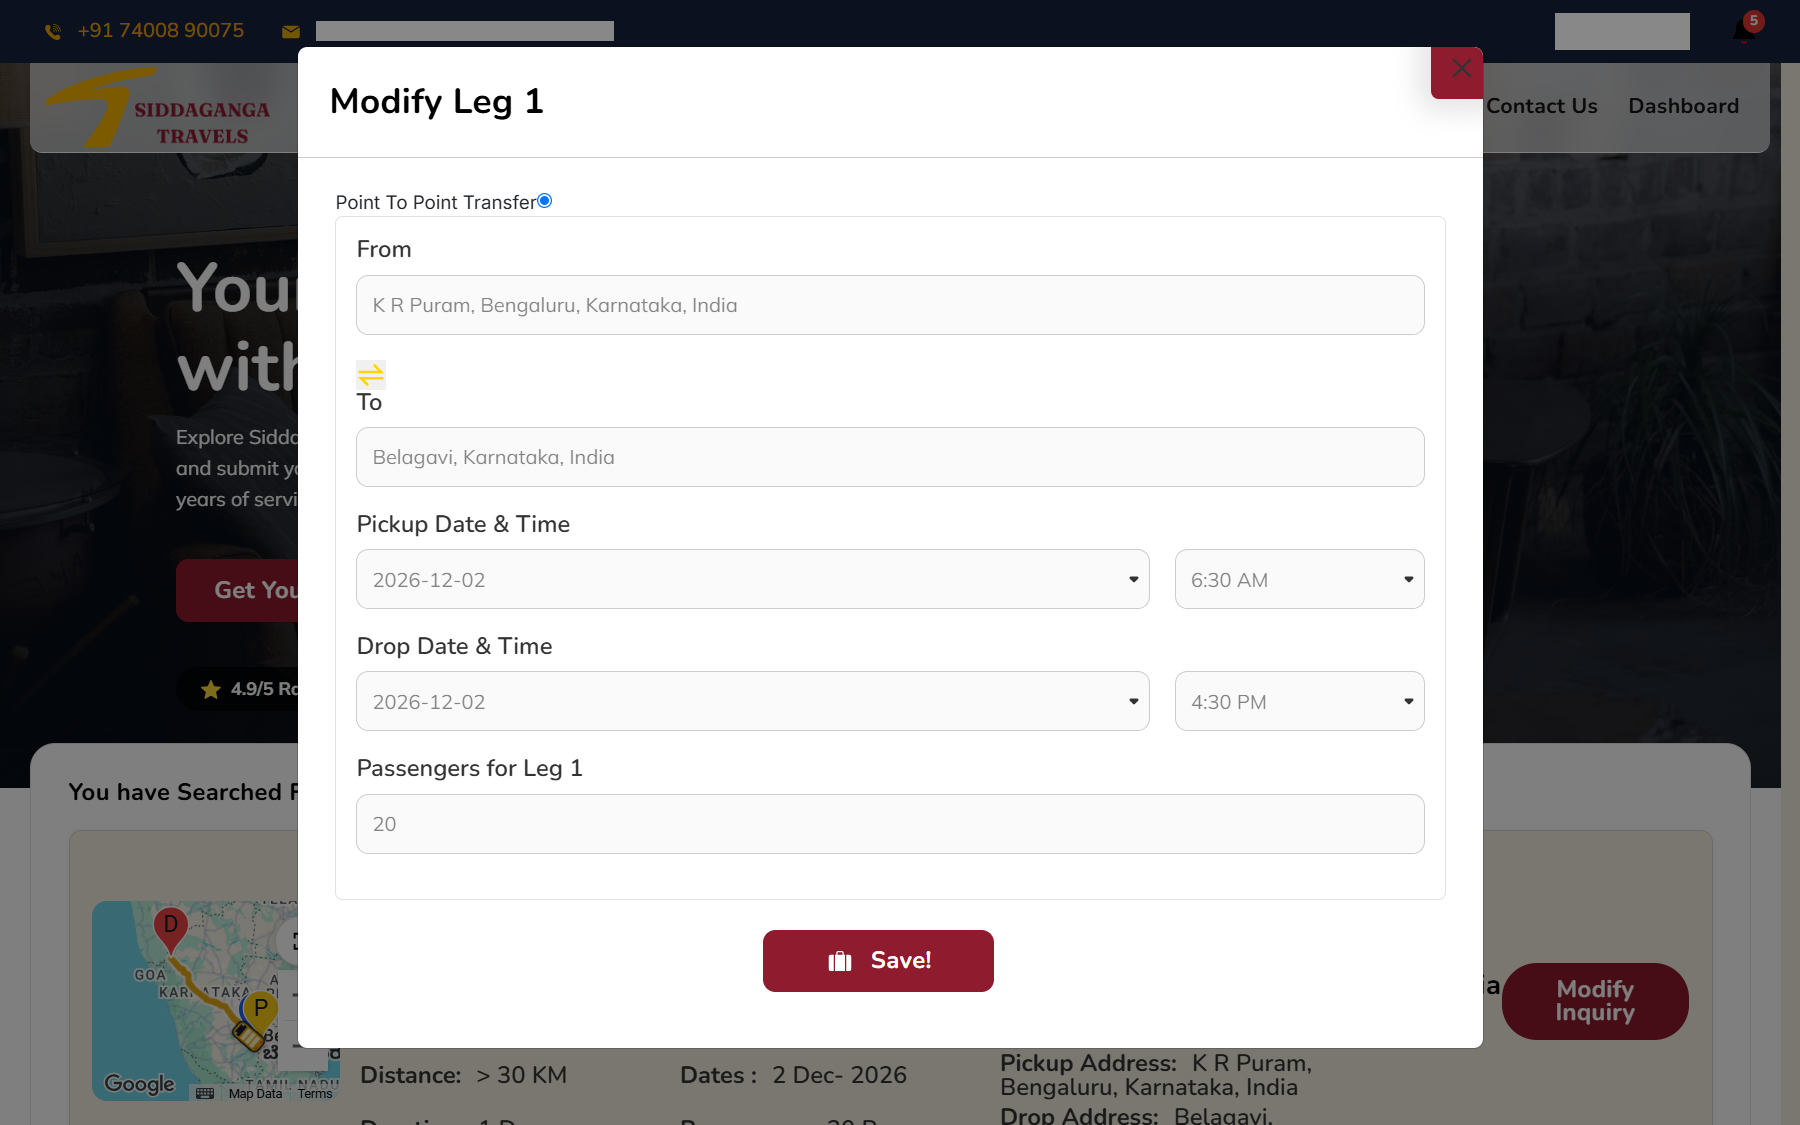 +91 74008 90075
5
SIDDAGANGA
TRAVELS
Contact Us
Dashboard
Modify Leg 1
Point To Point Transfer
From
K R Puram, Bengaluru, Karnataka, India
To
Belagavi, Karnataka, India
Pickup Date & Time
2026-12-02
6:30 AM
Drop Date & Time
2026-12-02
4:30 PM
Passengers for Leg 1
20
Save!
Your
with
Explore
and submit
years of
Get
4.9/5
You have Searched
D
GOA
KARNATAKA
P
Google
TAMIL NADU
Map Data
Terms
Modify
Inquiry
Distance: > 30 KM
Dates : 2 Dec- 2026
Pickup Address: K R Puram,
Bengaluru, Karnataka, India
Drop Address: Belagavi,